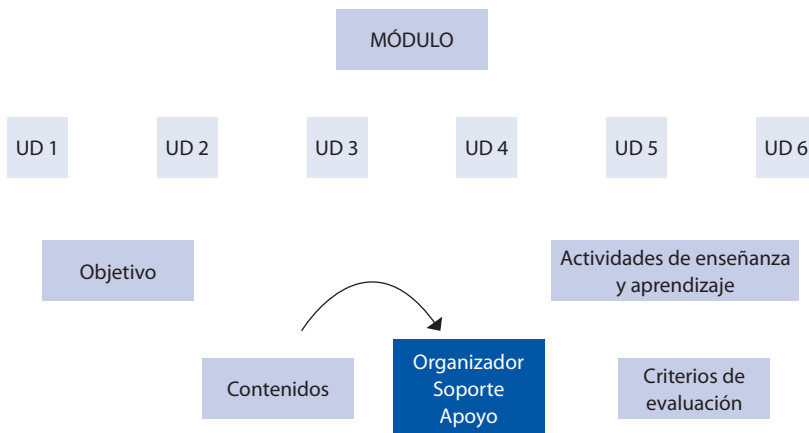 MÓDULO
UD 1
UD 2
UD 3
UD 4
UD 5
UD 6
Objetivo
Actividades de enseñanza
y aprendizaje
Contenidos
Organizador
Soporte
Apoyo
Criterios de
evaluación